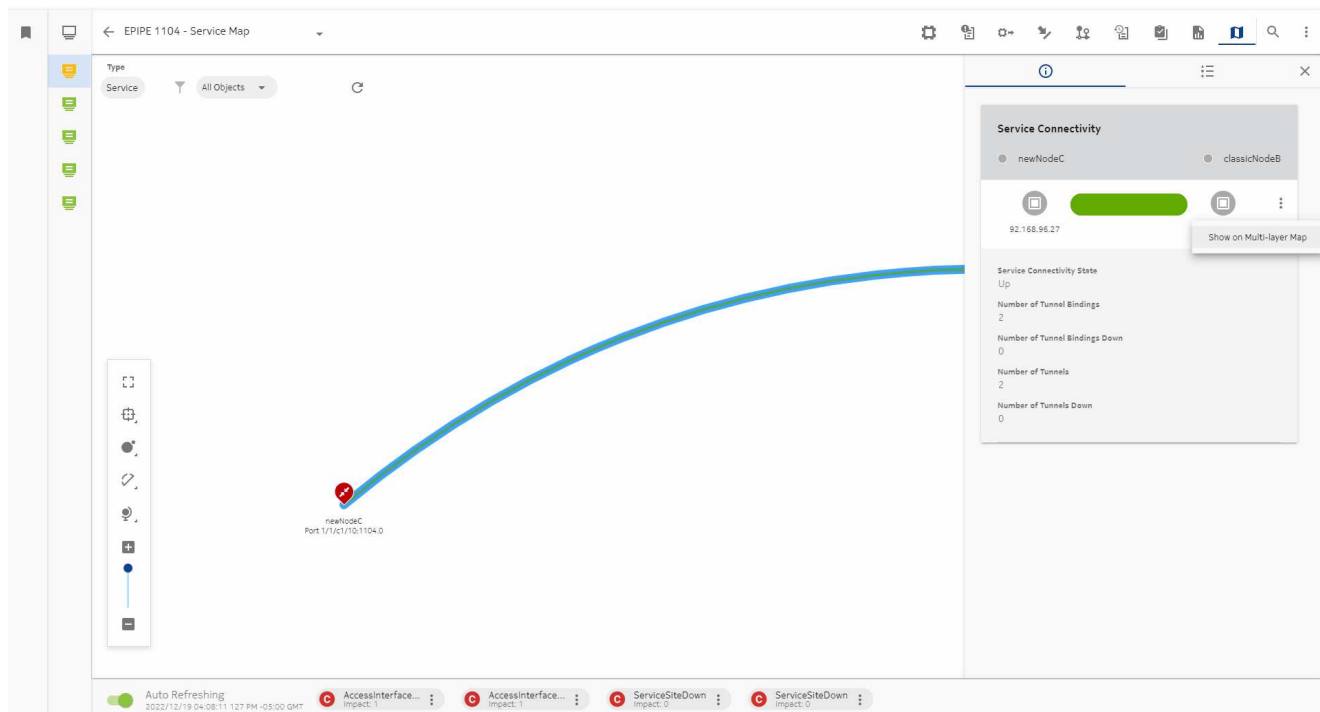 EPIPE 1104 - Service Map
Type
Service
All Objects
Service Connectivity
newNodeC
classicNodeB
92.168.96.27
Show on Multi-layer Map
Service Connectivity State
Up
Number of Tunnel Bindings
2
Number of Tunnel Bindings Down
0
Number of Tunnels
2
Number of Tunnels Down
0
newNodeC
Port 1/1/c1/10:1104.0
Auto Refreshing
2022/12/19 04:08:11 127 PM -05:00 GMT
C AccessInterface...
Impact: 1
C AccessInterface...
Impact: 1
C ServiceSiteDown
Impact: 0
C ServiceSiteDown
Impact: 0